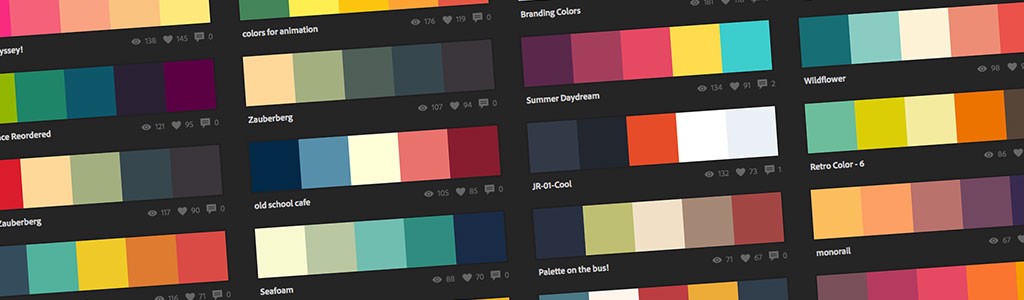 138 145 0
yssey!
121 95 0
ce Reordered
117 90 0
Zauberberg
116 71 0
176 119 0
colors for animation
107 94 0
Zauberberg
105 85 0
old school cafe
88 70 0
Seafoam
Branding Colors
134 91 2
Summer Daydream
132 73 1
JR-01-Cool
71 67 0
Palette on the bus!
98
Wildflower
86
Retro Color - 6
67
monorail